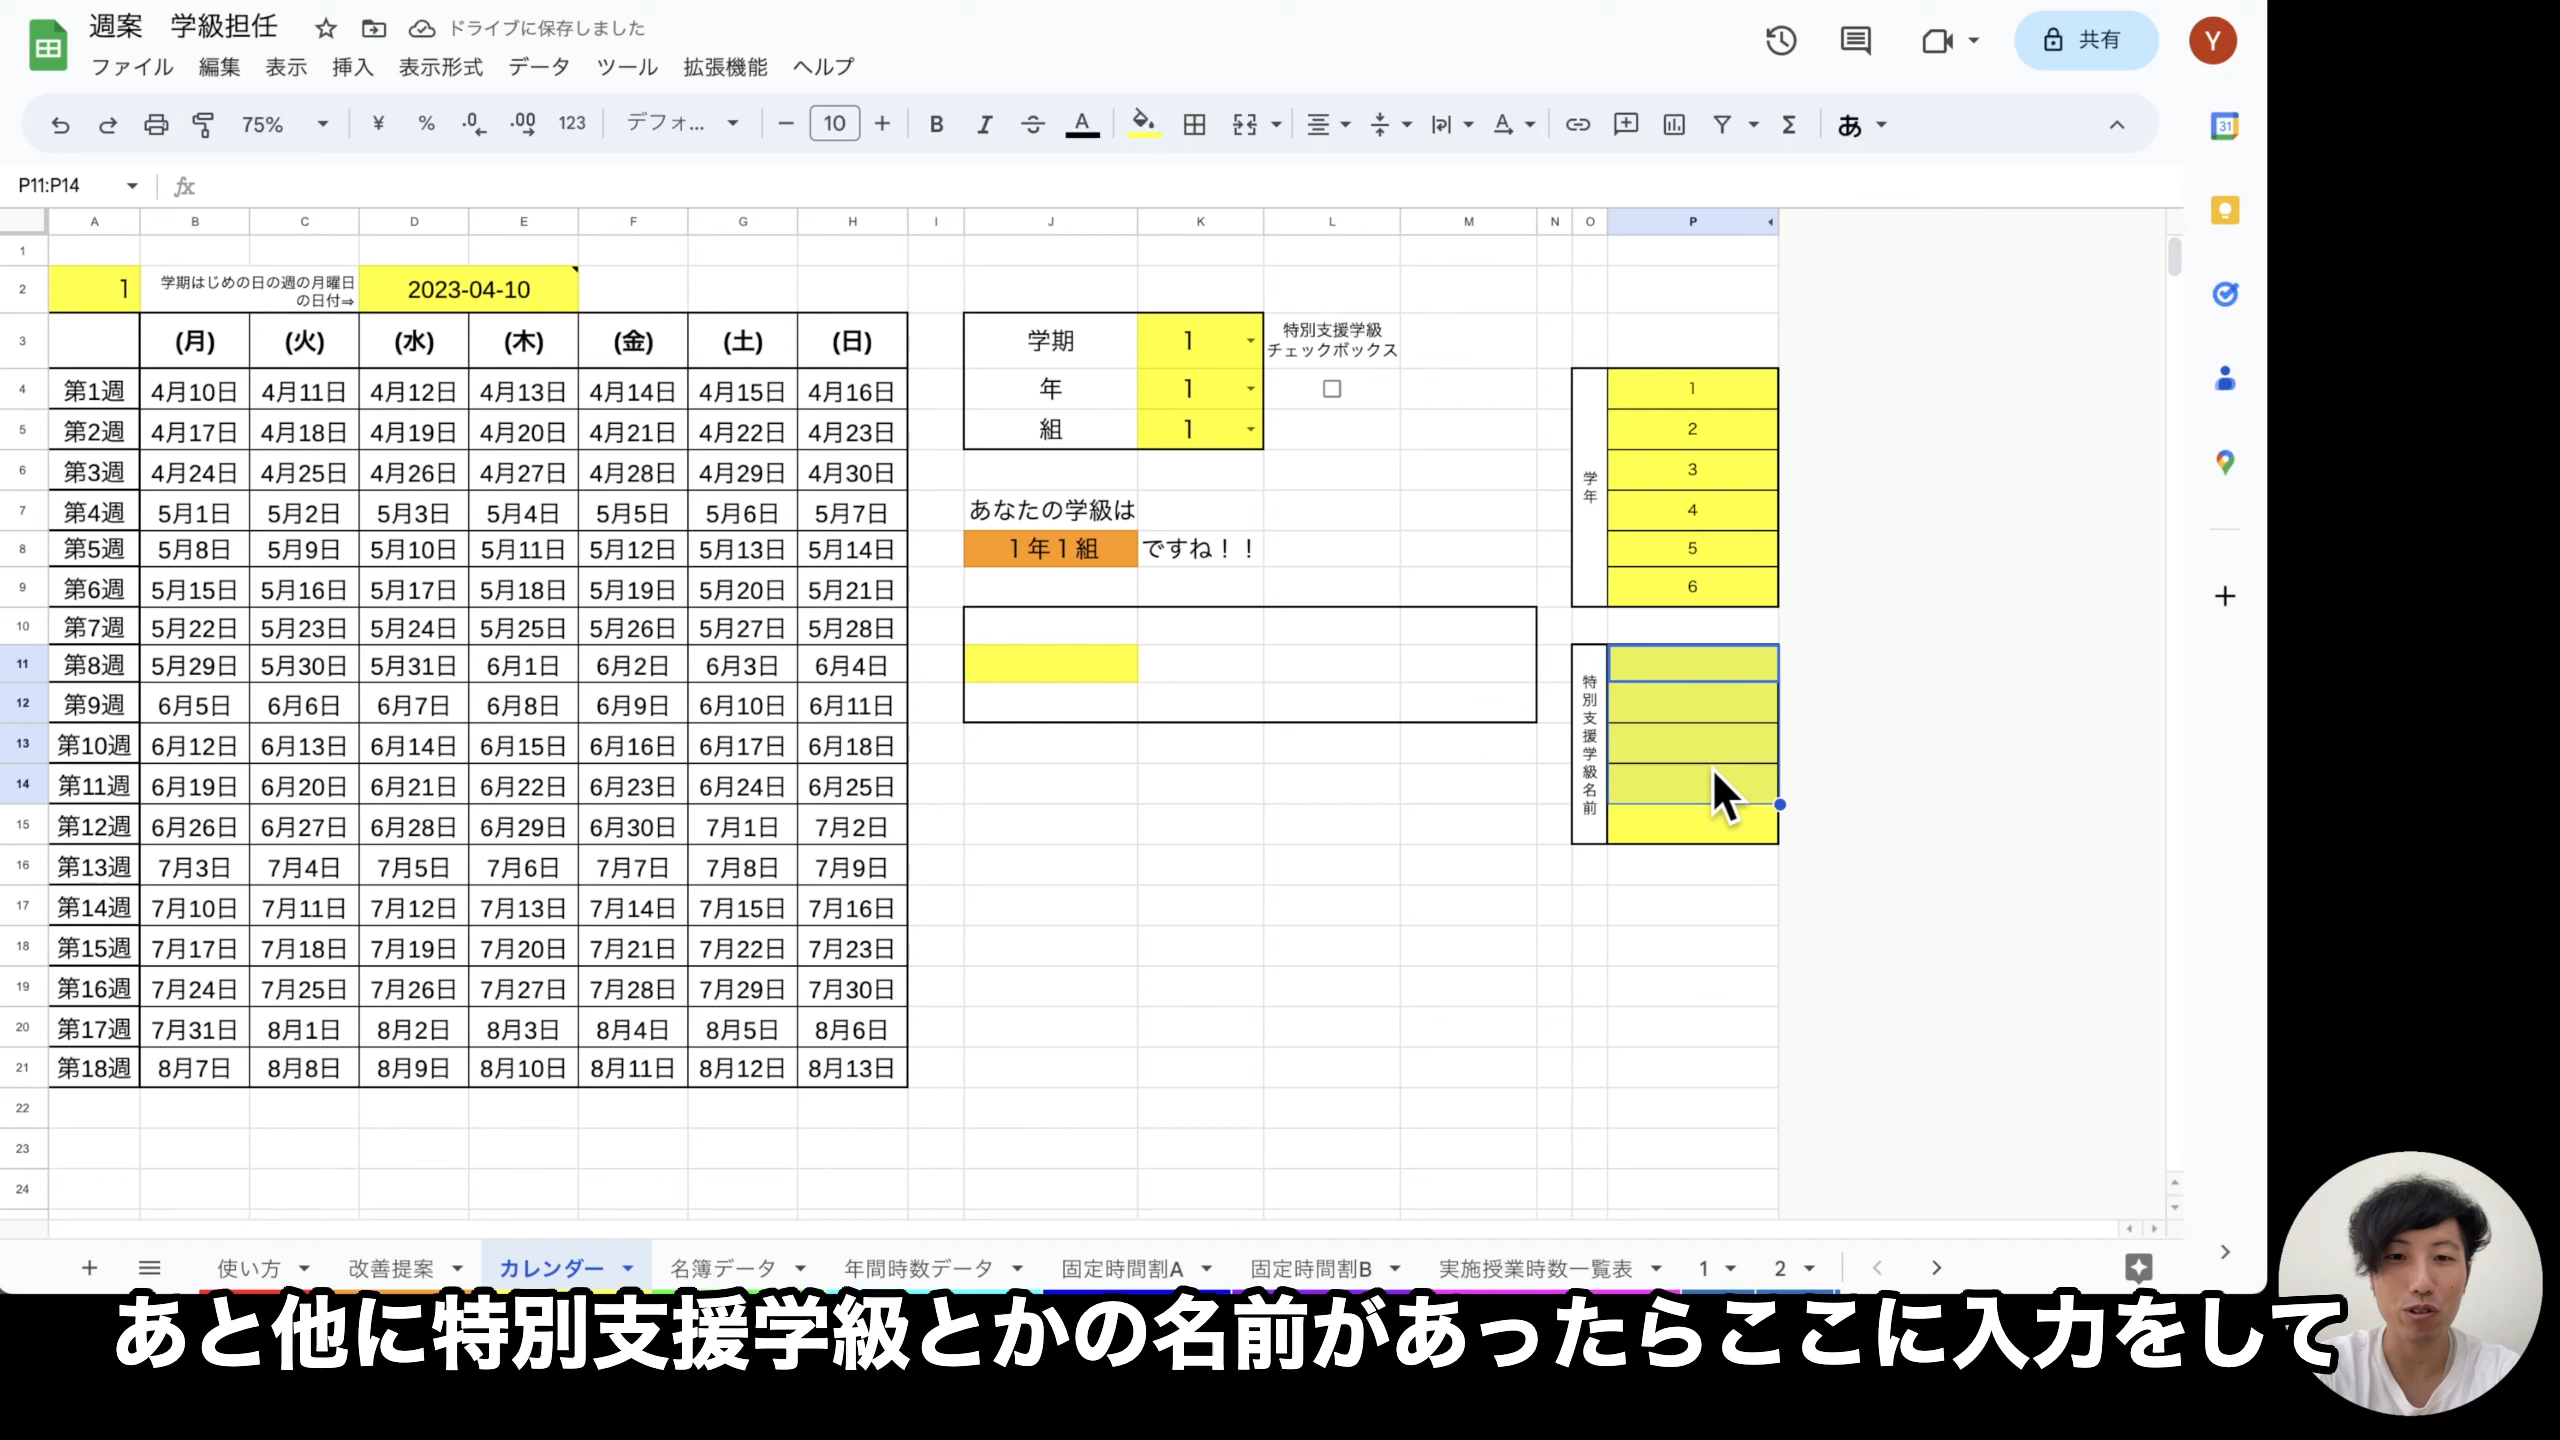 週案　学級担任 ドライブに保存しました
ファイル 編集 表示 挿入 表示形式 データ ツール 拡張機能 ヘルプ
共有 Y
75% ¥ % .0 .00 123 デフォ... − 10 + B I A Σ あ
31
P11:P14 fx
A B C D E F G H I J K L M N O P
1
2 1 学期はじめの日の週の月曜日
の日付⇒ 2023-04-10
3 (月) (火) (水) (木) (金) (土) (日) 学期 1 特別支援学級
チェックボックス
4 第1週 4月10日 4月11日 4月12日 4月13日 4月14日 4月15日 4月16日 年 1 1
5 第2週 4月17日 4月18日 4月19日 4月20日 4月21日 4月22日 4月23日 組 1 2
6 第3週 4月24日 4月25日 4月26日 4月27日 4月28日 4月29日 4月30日 3
学年
7 第4週 5月1日 5月2日 5月3日 5月4日 5月5日 5月6日 5月7日 あなたの学級は 4
8 第5週 5月8日 5月9日 5月10日 5月11日 5月12日 5月13日 5月14日 1年1組 ですね！！ 5
9 第6週 5月15日 5月16日 5月17日 5月18日 5月19日 5月20日 5月21日 6
10 第7週 5月22日 5月23日 5月24日 5月25日 5月26日 5月27日 5月28日
11 第8週 5月29日 5月30日 5月31日 6月1日 6月2日 6月3日 6月4日
12 第9週 6月5日 6月6日 6月7日 6月8日 6月9日 6月10日 6月11日
特別支援学級名前
13 第10週 6月12日 6月13日 6月14日 6月15日 6月16日 6月17日 6月18日
14 第11週 6月19日 6月20日 6月21日 6月22日 6月23日 6月24日 6月25日
15 第12週 6月26日 6月27日 6月28日 6月29日 6月30日 7月1日 7月2日
16 第13週 7月3日 7月4日 7月5日 7月6日 7月7日 7月8日 7月9日
17 第14週 7月10日 7月11日 7月12日 7月13日 7月14日 7月15日 7月16日
18 第15週 7月17日 7月18日 7月19日 7月20日 7月21日 7月22日 7月23日
19 第16週 7月24日 7月25日 7月26日 7月27日 7月28日 7月29日 7月30日
20 第17週 7月31日 8月1日 8月2日 8月3日 8月4日 8月5日 8月6日
21 第18週 8月7日 8月8日 8月9日 8月10日 8月11日 8月12日 8月13日
22
23
24
使い方 改善提案 カレンダー 名簿データ 年間時数データ 固定時間割A 固定時間割B 実施授業時数一覧表 1 2
あと他に特別支援学級とかの名前があったらここに入力をして